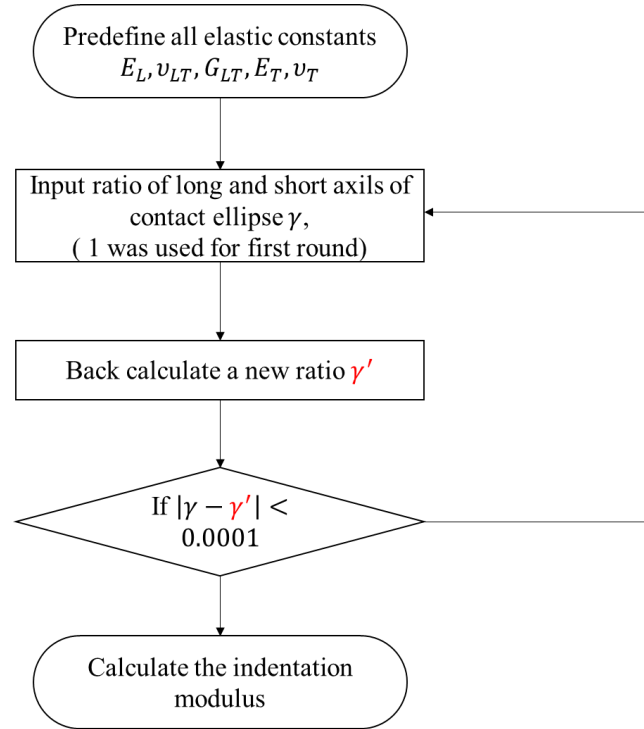 Predefine all elastic constants
E_L, υ_LT, G_LT, E_T, υ_T
Input ratio of long and short axils of
contact ellipse γ,
( 1 was used for first round)
Back calculate a new ratio γ′
If |γ − γ′| <
0.0001
Calculate the indentation
modulus